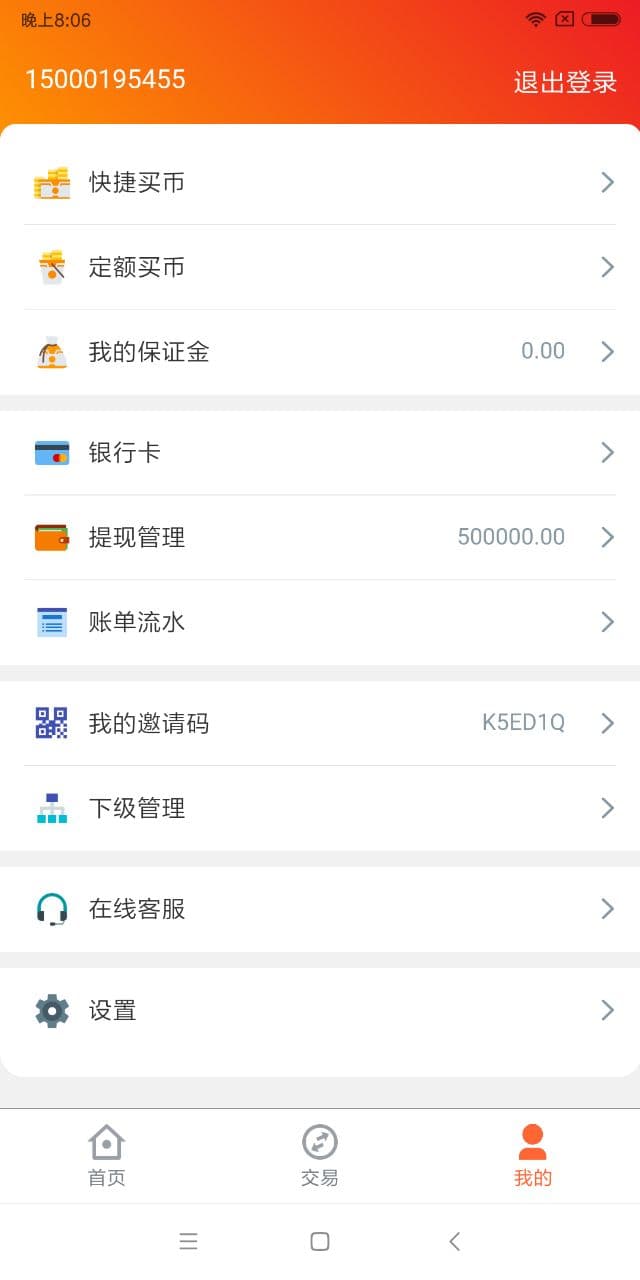 晚上8:06
15000195455
退出登录
快捷买币
定额买币
我的保证金 0.00
银行卡
提现管理 500000.00
账单流水
我的邀请码 K5ED1Q
下级管理
在线客服
设置
首页 交易 我的